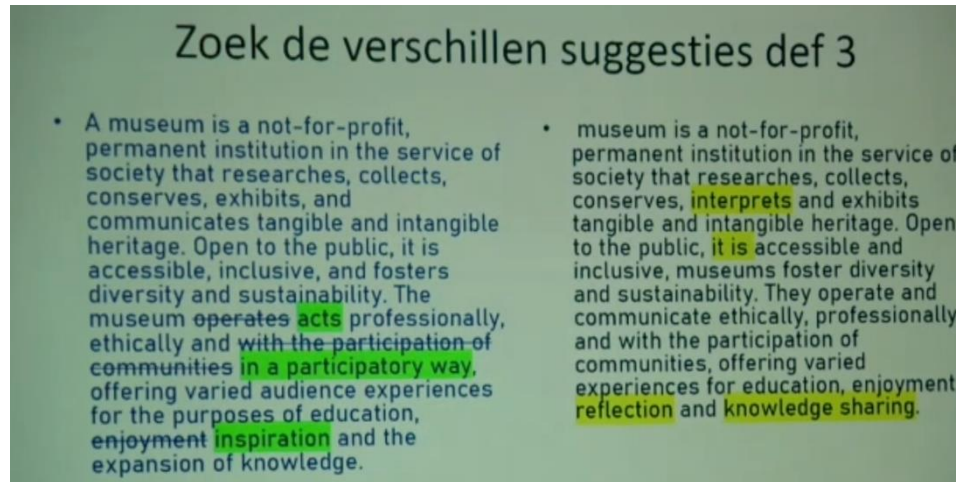 Zoek de verschillen suggesties def 3
• A museum is a not-for-profit,
permanent institution in the service of
society that researches, collects,
conserves, exhibits, and
communicates tangible and intangible
heritage. Open to the public, it is
accessible, inclusive, and fosters
diversity and sustainability. The
museum operates acts professionally,
ethically and with the participation of
communities in a participatory way,
offering varied audience experiences
for the purposes of education,
enjoyment inspiration and the
expansion of knowledge.
• museum is a not-for-profit,
permanent institution in the service of
society that researches, collects,
conserves, interprets and exhibits
tangible and intangible heritage. Open
to the public, it is accessible and
inclusive, museums foster diversity
and sustainability. They operate and
communicate ethically, professionally
and with the participation of
communities, offering varied
experiences for education, enjoyment
reflection and knowledge sharing.